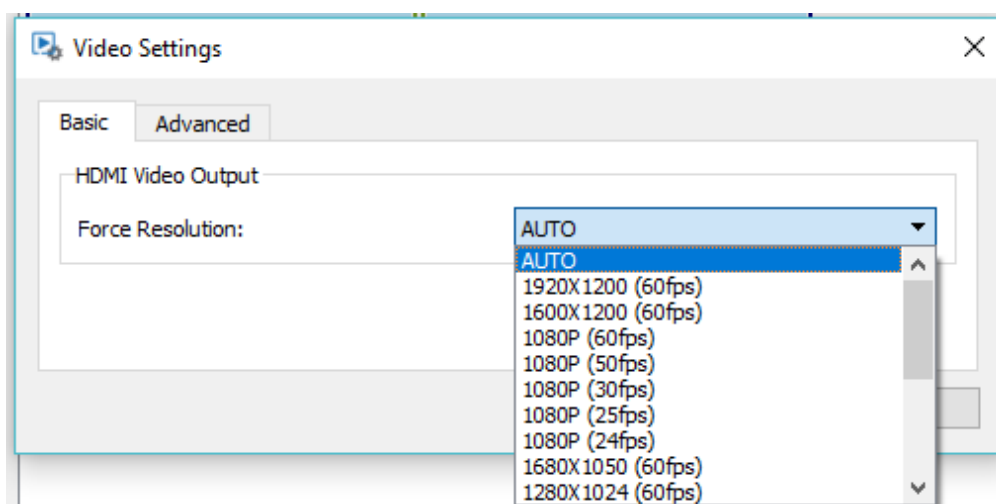 Video Settings
Basic Advanced
HDMI Video Output
Force Resolution: AUTO
AUTO
1920X1200 (60fps)
1600X1200 (60fps)
1080P (60fps)
1080P (50fps)
1080P (30fps)
1080P (25fps)
1080P (24fps)
1680X1050 (60fps)
1280X1024 (60fps)